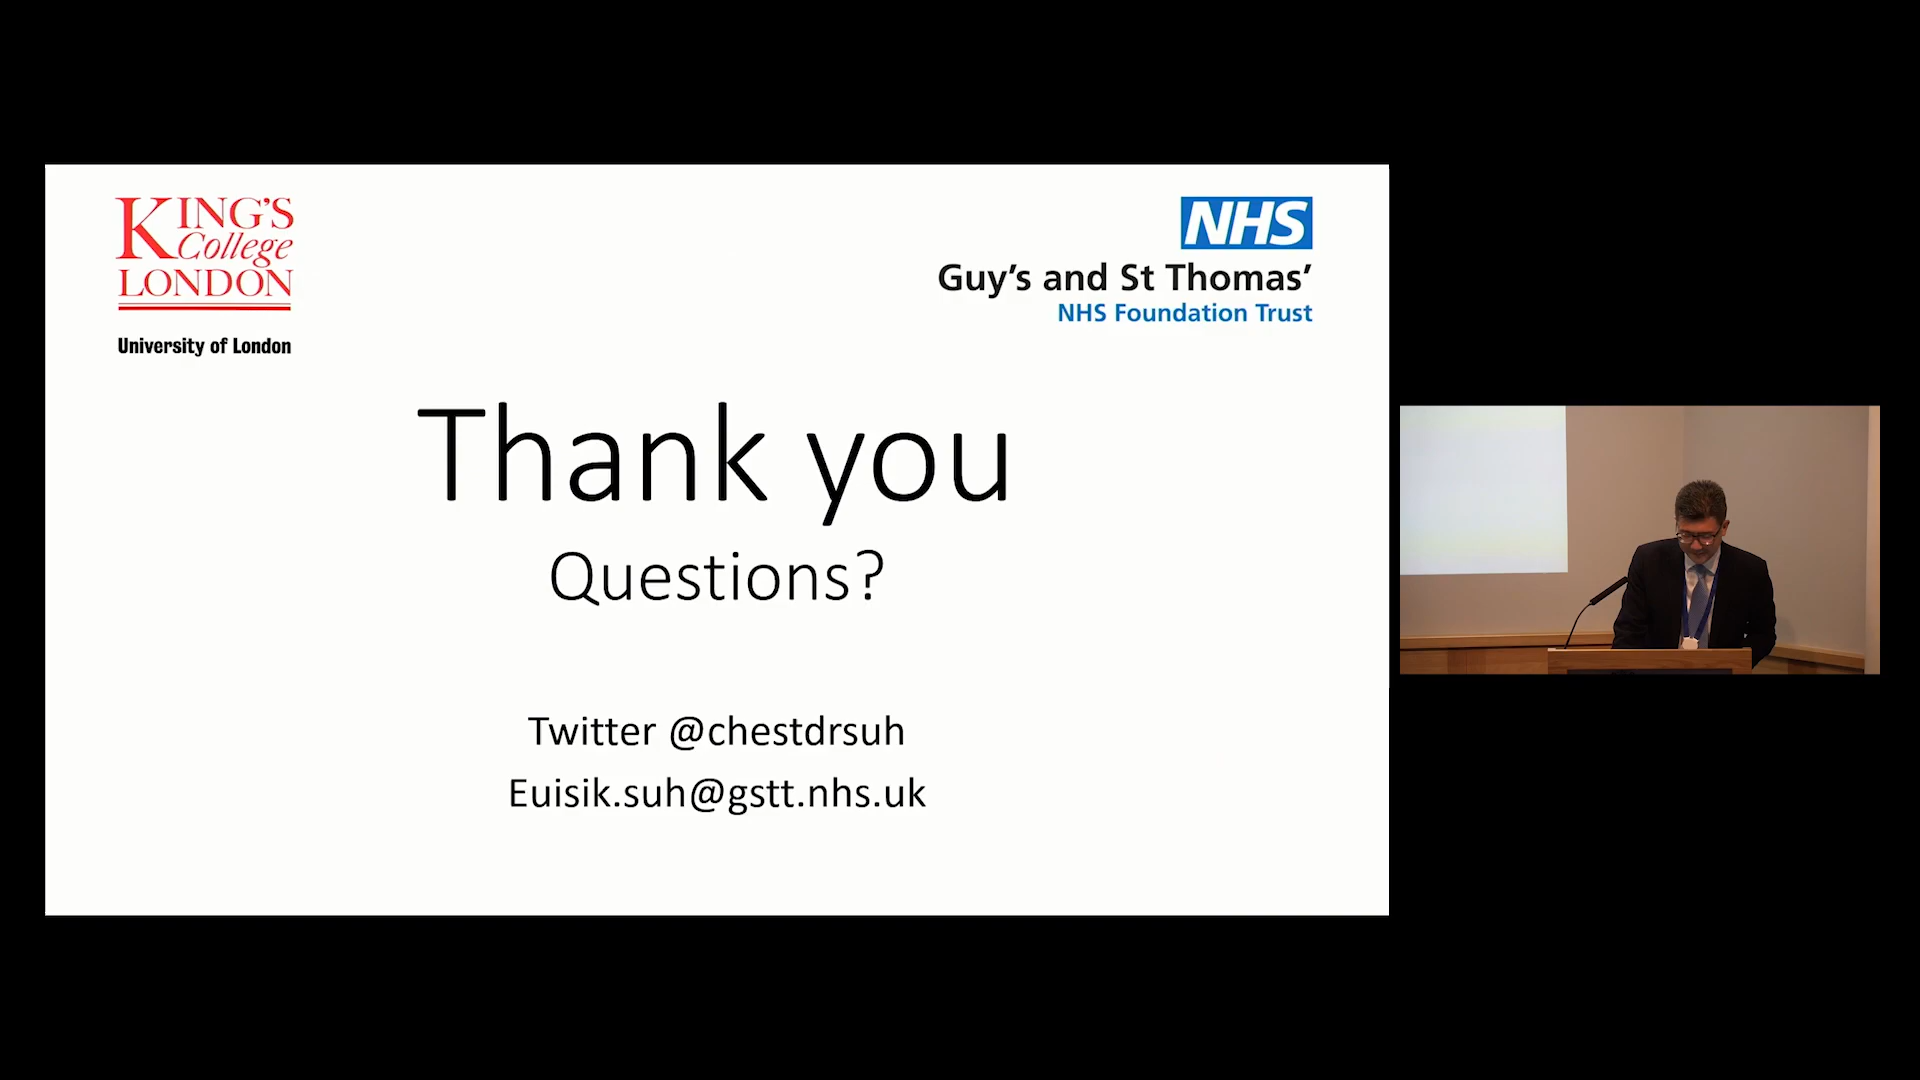 KING'S
College
LONDON
University of London
NHS
Guy's and St Thomas'
NHS Foundation Trust
Thank you
Questions?
Twitter @chestdrsuh
Euisik.suh@gstt.nhs.uk